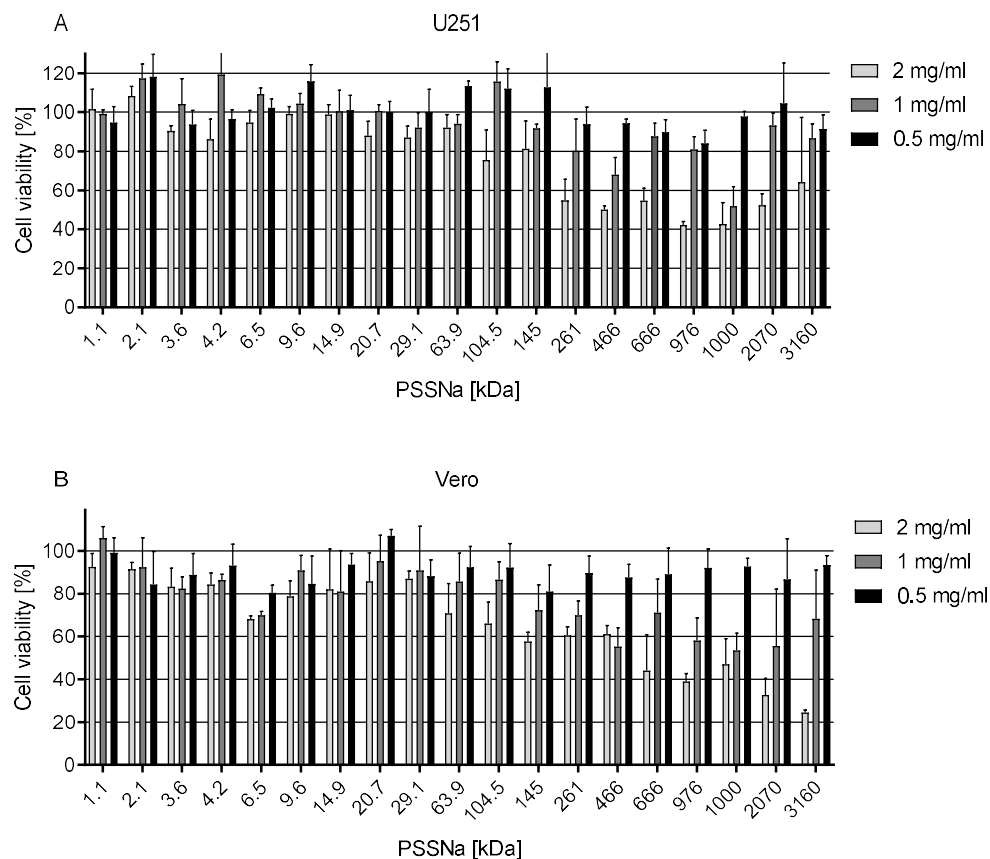 A
U251
120
100
80
60
40
20
0
Cell viability [%]
2 mg/ml
1 mg/ml
0.5 mg/ml
1.1 2.1 3.6 4.2 6.5 9.6 14.9 20.7 29.1 63.9 104.5 145 261 466 666 976 1000 2070 3160
PSSNa [kDa]
B
Vero
100
80
60
40
20
0
Cell viability [%]
2 mg/ml
1 mg/ml
0.5 mg/ml
1.1 2.1 3.6 4.2 6.5 9.6 14.9 20.7 29.1 63.9 104.5 145 261 466 666 976 1000 2070 3160
PSSNa [kDa]